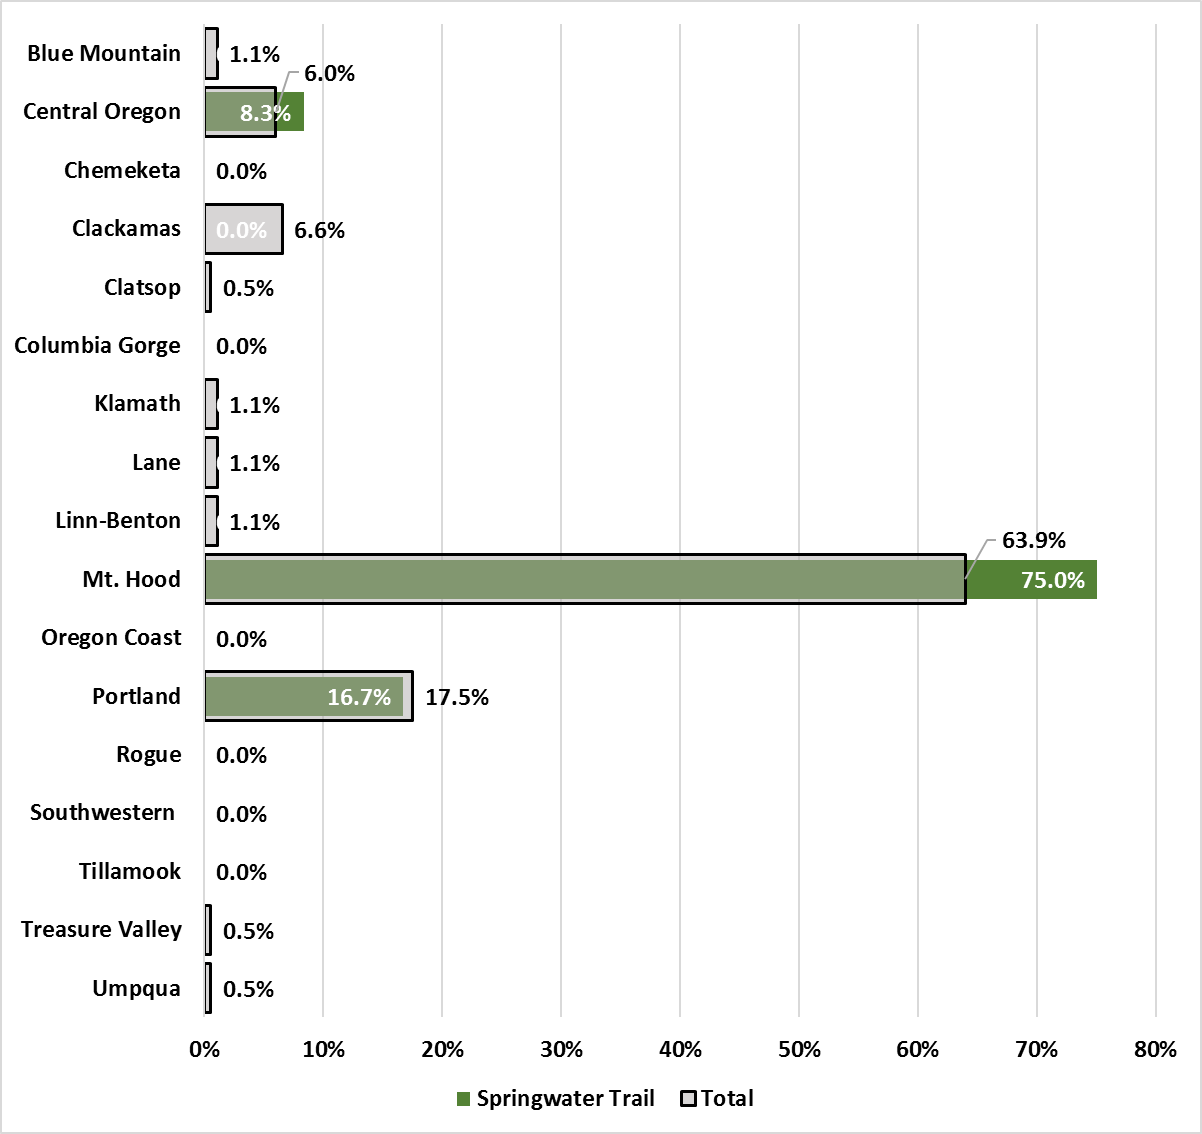 Blue Mountain 1.1%
6.0%
Central Oregon 8.3%
Chemeketa 0.0%
Clackamas 0.0% 6.6%
Clatsop 0.5%
Columbia Gorge 0.0%
Klamath 1.1%
Lane 1.1%
Linn-Benton 1.1%
63.9%
Mt. Hood 75.0%
Oregon Coast 0.0%
Portland 16.7% 17.5%
Rogue 0.0%
Southwestern 0.0%
Tillamook 0.0%
Treasure Valley 0.5%
Umpqua 0.5%
0% 10% 20% 30% 40% 50% 60% 70% 80%
Springwater Trail Total